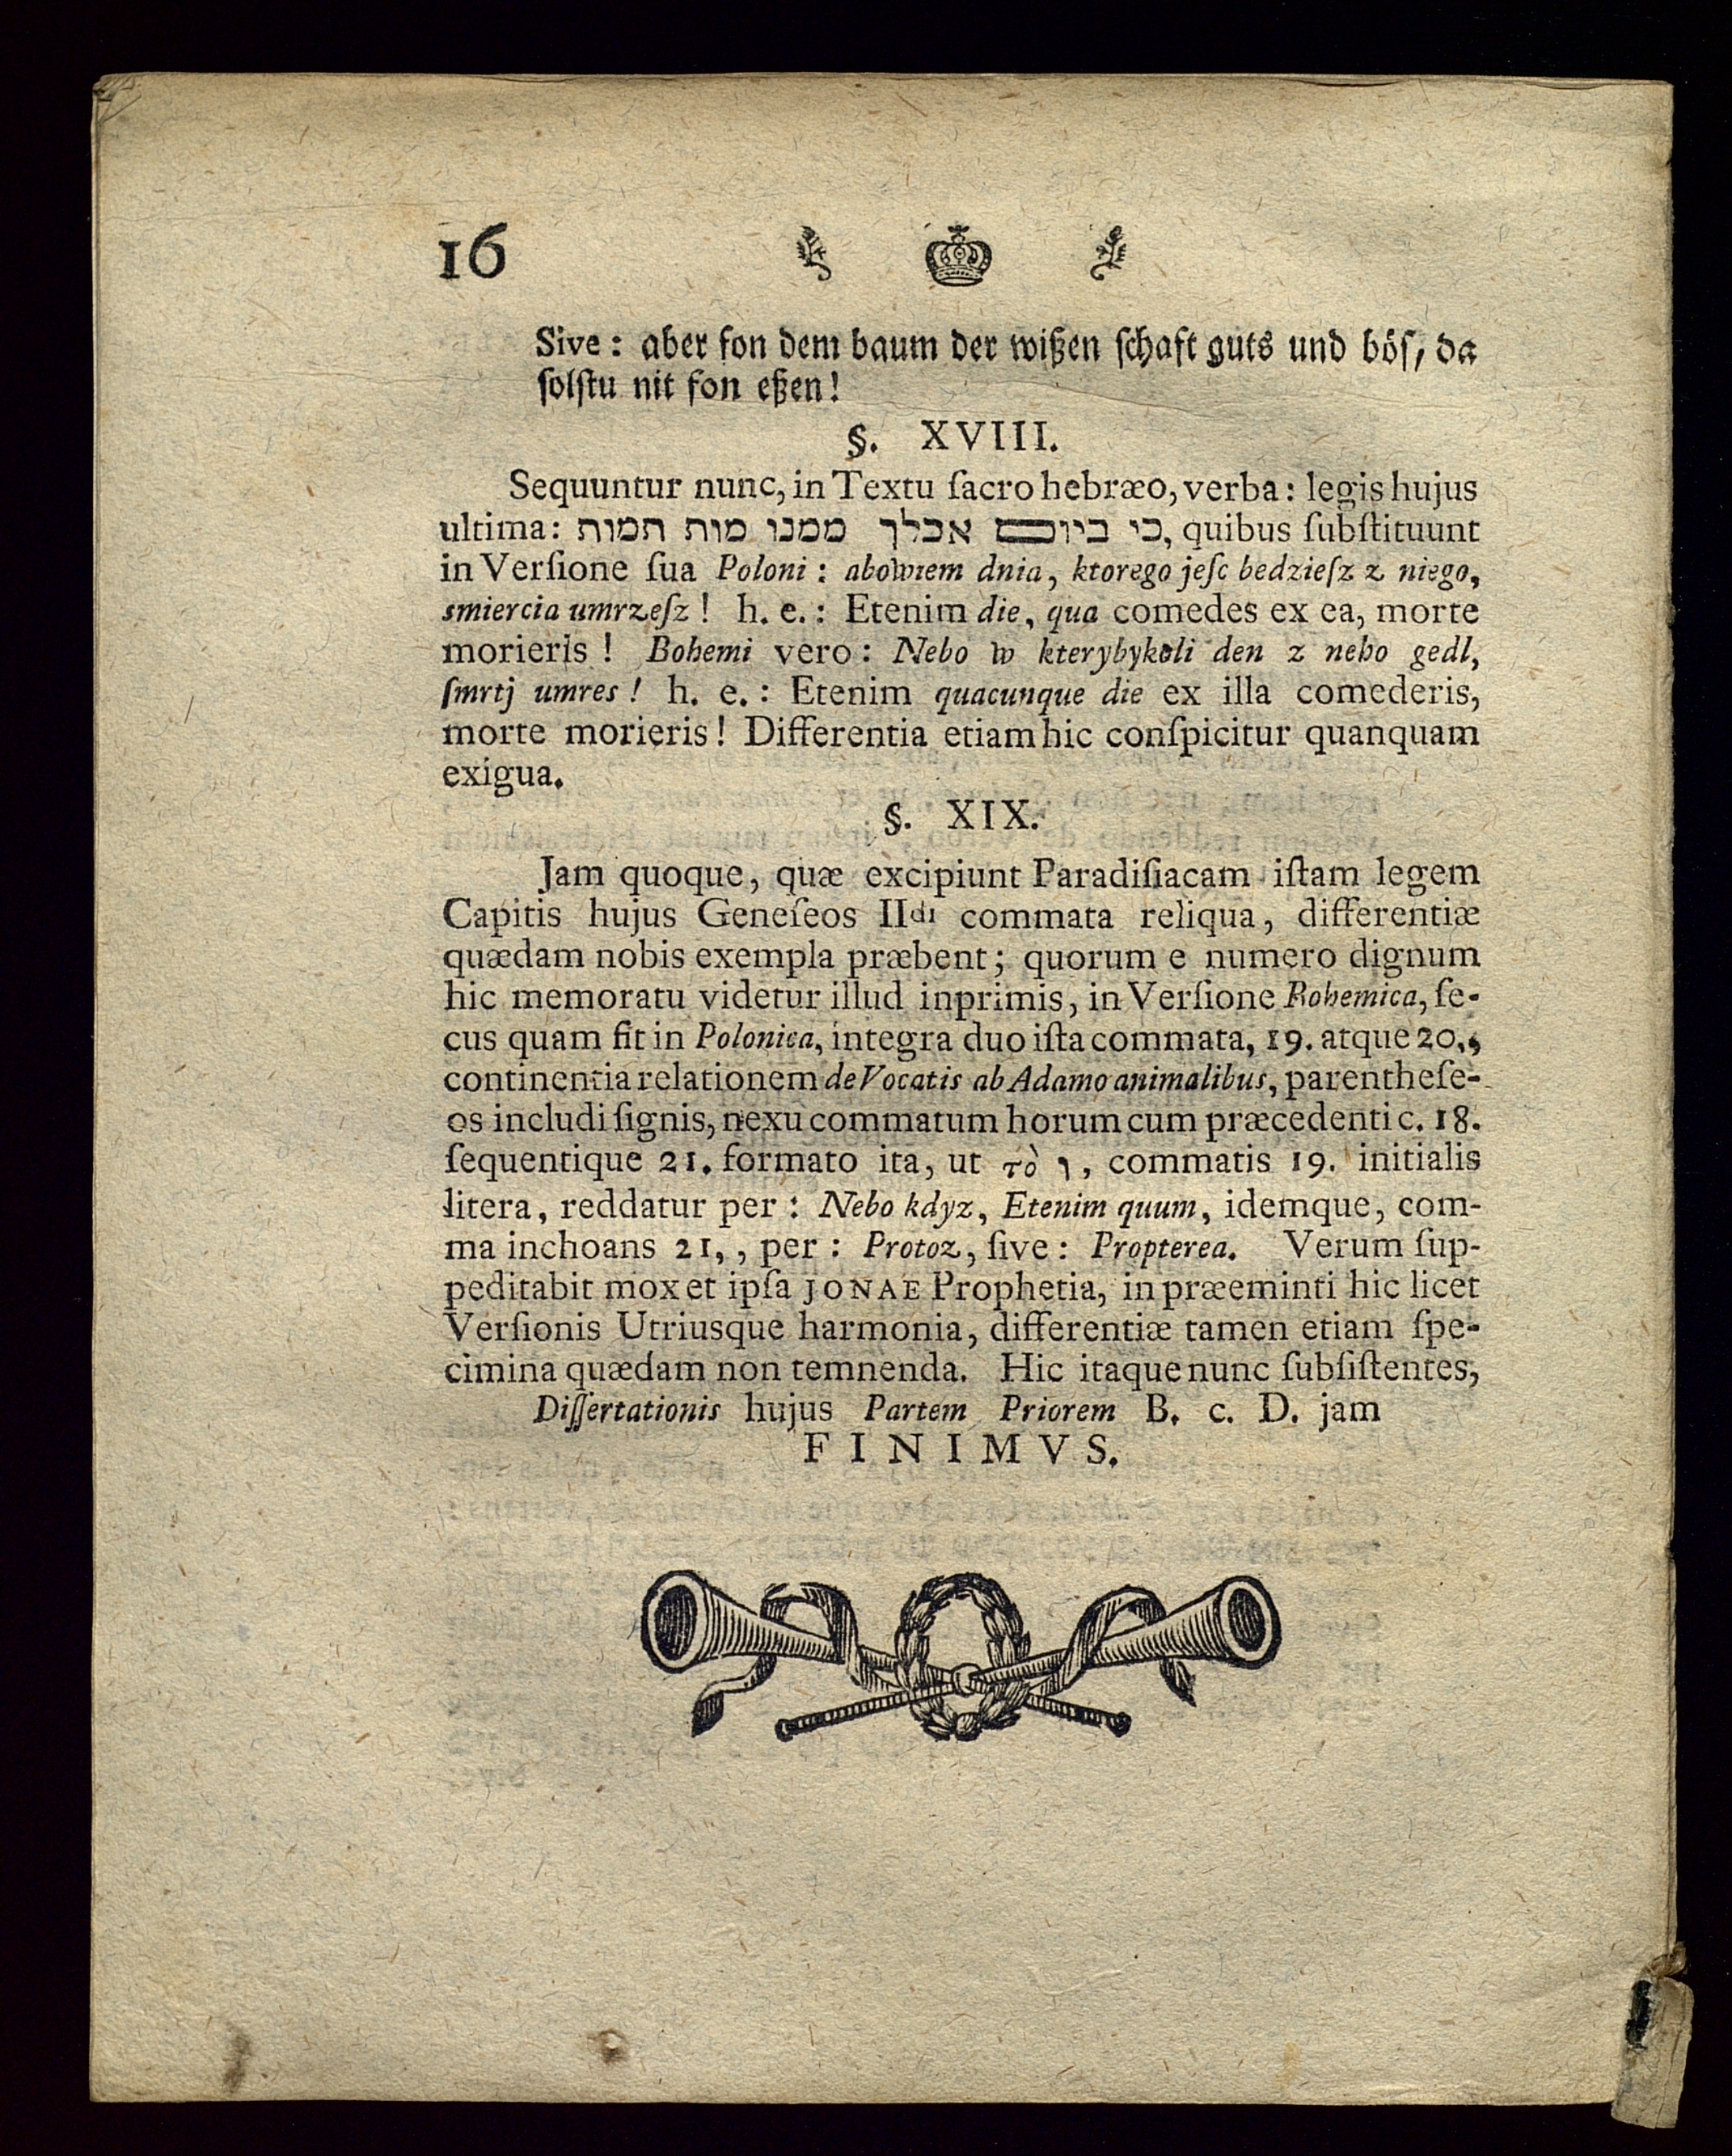 16
Sive: aber fon dem baum der wißen ſchaft guts und böſ, da
ſolſtu nit fon eßen!
§. XVIII.
Sequuntur nunc, in Textu ſacro hebræo, verba: legis hujus
ultima: כי ביום אכלך ממנו מות תמות, quibus ſubſtituunt
in Verſione ſua Poloni: abowiem dnia, ktorego jeſc bedzieſz z niego,
smiercia umrzeſz! h. e.: Etenim die, qua comedes ex ea, morte
morieris! Bohemi vero: Nebo w kterybykoli den z neho gedl,
ſmrtj umres! h. e.: Etenim quacunque die ex illa comederis,
morte morieris! Differentia etiam hic conſpicitur quanquam
exigua.
§. XIX.
Jam quoque, quæ excipiunt Paradiſiacam iſtam legem
Capitis hujus Geneſeos IIdi commata reliqua, differentiæ
quædam nobis exempla præbent; quorum e numero dignum
hic memoratu videtur illud inprimis, in Verſione Bohemica, ſe-
cus quam fit in Polonica, integra duo iſta commata, 19. atque 20.,
continentia relationem de Vocatis ab Adamo animalibus, parentheſe-
os includi ſignis, nexu commatum horum cum præcedenti c. 18.
ſequentique 21. formato ita, ut τὸ ו, commatis 19. initialis
litera, reddatur per: Nebo kdyz, Etenim quum, idemque, com-
ma inchoans 21,, per: Protoz, ſive: Propterea. Verum ſup-
peditabit mox et ipſa JONAE Prophetia, in præeminti hic licet
Verſionis Utriusque harmonia, differentiæ tamen etiam ſpe-
cimina quædam non temnenda. Hic itaque nunc ſubſiſtentes,
Diſſertationis hujus Partem Priorem B. c. D. jam
FINIMVS.